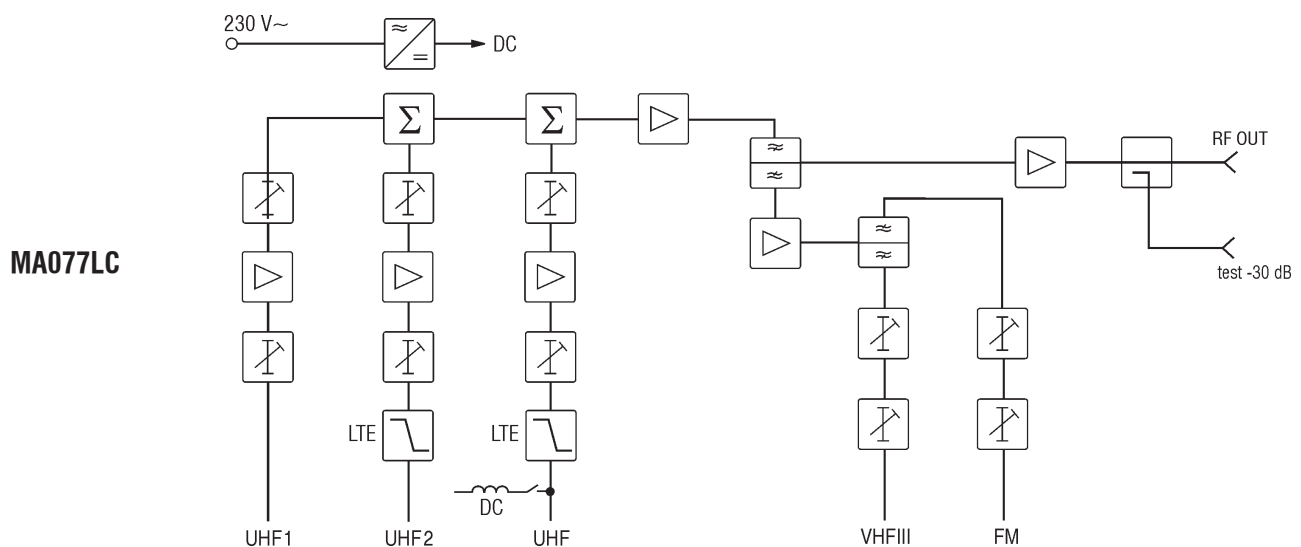 230 V~
DC
Σ
Σ
RF OUT
MA077LC
test -30 dB
LTE
LTE
DC
UHF1
UHF2
UHF
VHFIII
FM